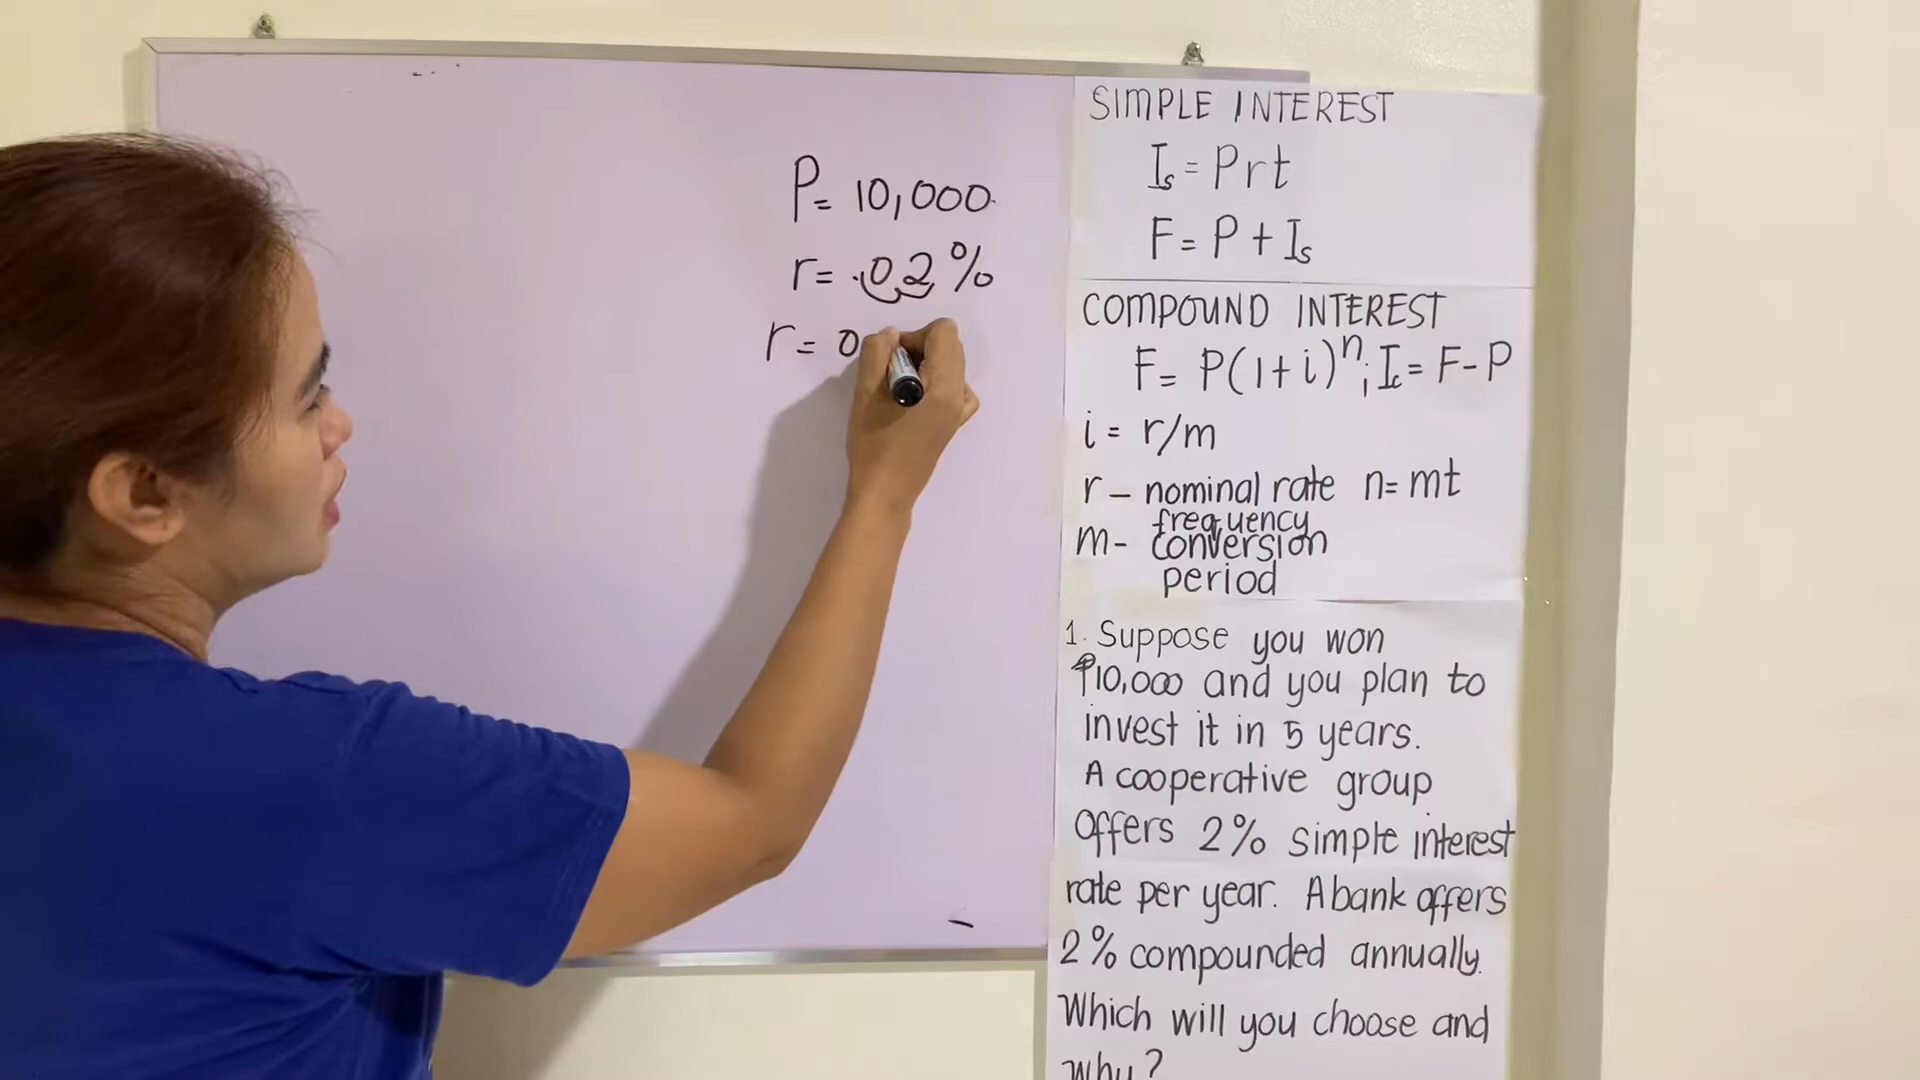 P= 10,000
r= .02%
r= 0
SIMPLE INTEREST
Is = Prt
F= P + Is
COMPOUND INTEREST
F= P(1+i)^n; Ic= F-P
i = r/m
r – nominal rate n= mt
m- frequency conversion
period
1. Suppose you won
₱10,000 and you plan to
invest it in 5 years.
A cooperative group
offers 2% simple interest
rate per year. A bank offers
2% compounded annually.
Which will you choose and
why?